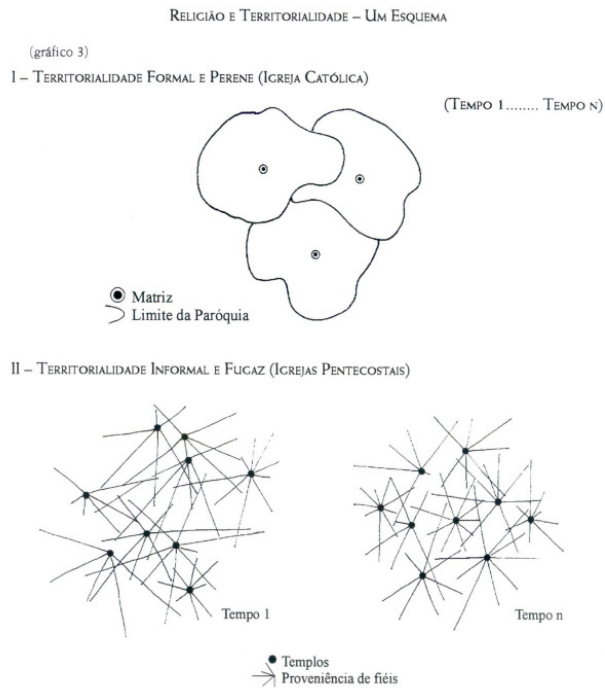 Religião e Territorialidade – Um Esquema
(gráfico 3)
I – Territorialidade Formal e Perene (Igreja Católica)
(Tempo 1........ Tempo n)
Matriz
Limite da Paróquia
II – Territorialidade Informal e Fugaz (Igrejas Pentecostais)
Tempo 1
Tempo n
Templos
Proveniência de fiéis